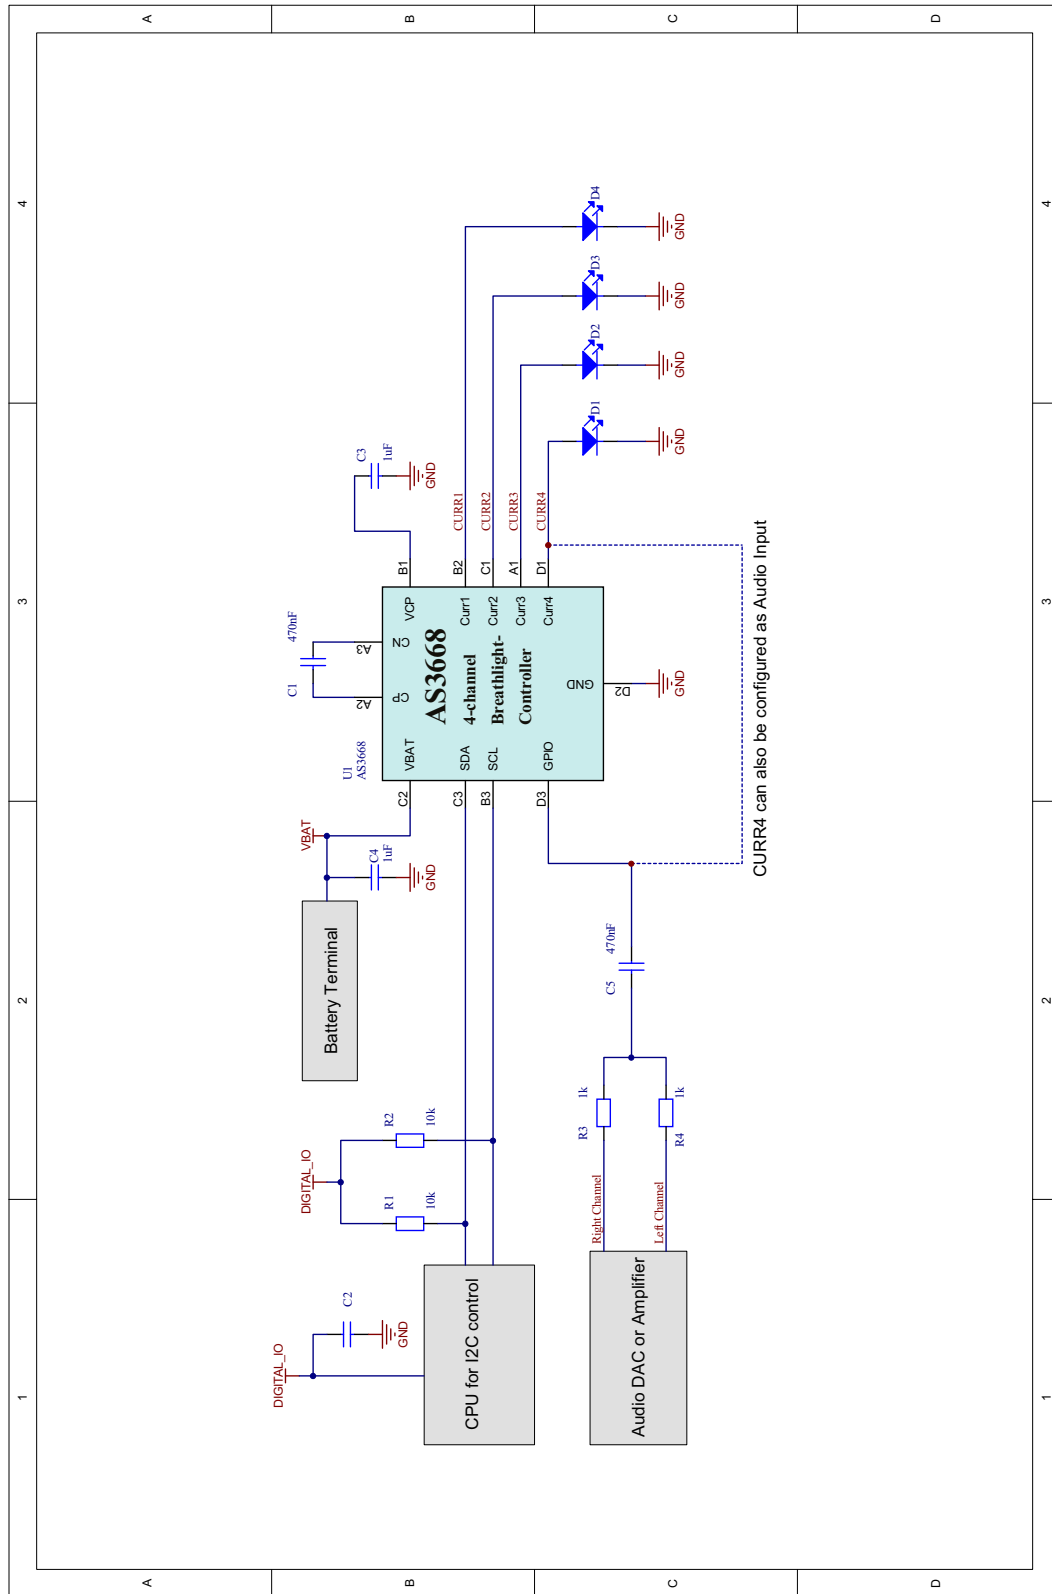 1
2
3
4
A
A
B
B
C
C
D
D
DIGITAL_IO
C2
GND
CPU for I2C control
DIGITAL_IO
R1
10k
R2
10k
Battery Terminal
VBAT
C4
1uF
GND
C1
470nF
U1
AS3668
A2
A3
CP
CN
C2
VBAT
AS3668
VCP
B1
C3
1uF
GND
C3
SDA
4-channel
Curr1
B2
CURR1
B3
SCL
Breathlight-
Curr2
C1
CURR2
Controller
Curr3
A1
CURR3
D3
GPIO
Curr4
D1
CURR4
GND
D2
GND
D1
D2
D3
D4
GND
GND
GND
GND
Audio DAC or Amplifier
Right Channel
Left Channel
R3
1k
R4
1k
C5
470nF
CURR4 can also be configured as Audio Input
1
2
3
4